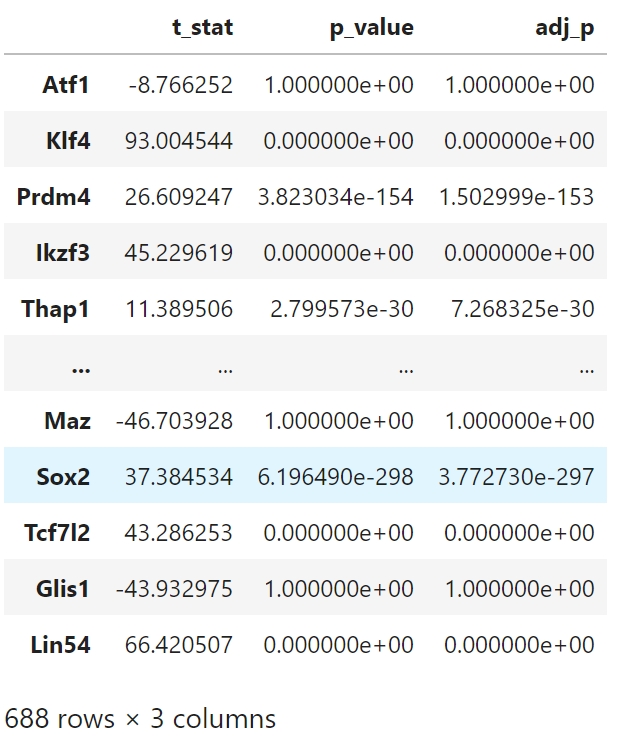 t_stat p_value adj_p
Atf1 -8.766252 1.000000e+00 1.000000e+00
Klf4 93.004544 0.000000e+00 0.000000e+00
Prdm4 26.609247 3.823034e-154 1.502999e-153
Ikzf3 45.229619 0.000000e+00 0.000000e+00
Thap1 11.389506 2.799573e-30 7.268325e-30
... ... ... ...
Maz -46.703928 1.000000e+00 1.000000e+00
Sox2 37.384534 6.196490e-298 3.772730e-297
Tcf7l2 43.286253 0.000000e+00 0.000000e+00
Glis1 -43.932975 1.000000e+00 1.000000e+00
Lin54 66.420507 0.000000e+00 0.000000e+00
688 rows × 3 columns